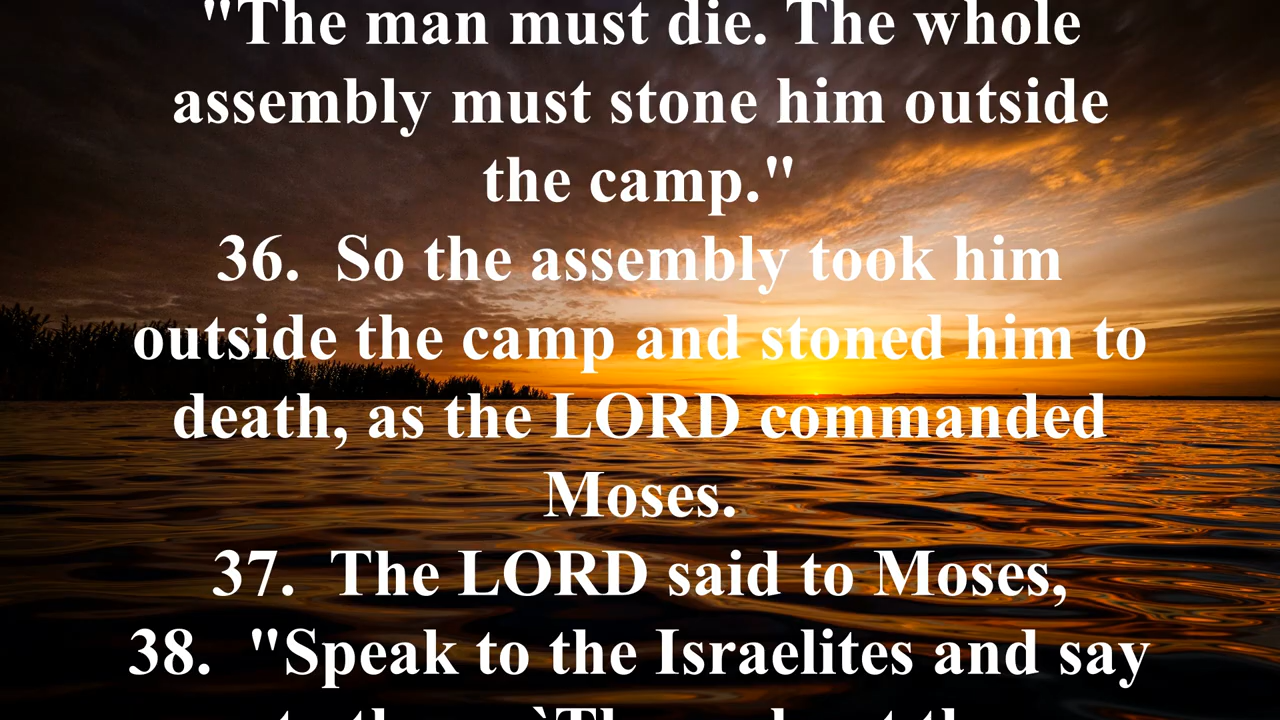 "The man must die. The whole
assembly must stone him outside
the camp."
36.  So the assembly took him
outside the camp and stoned him to
death, as the LORD commanded
Moses.
37.  The LORD said to Moses,
38.  "Speak to the Israelites and say